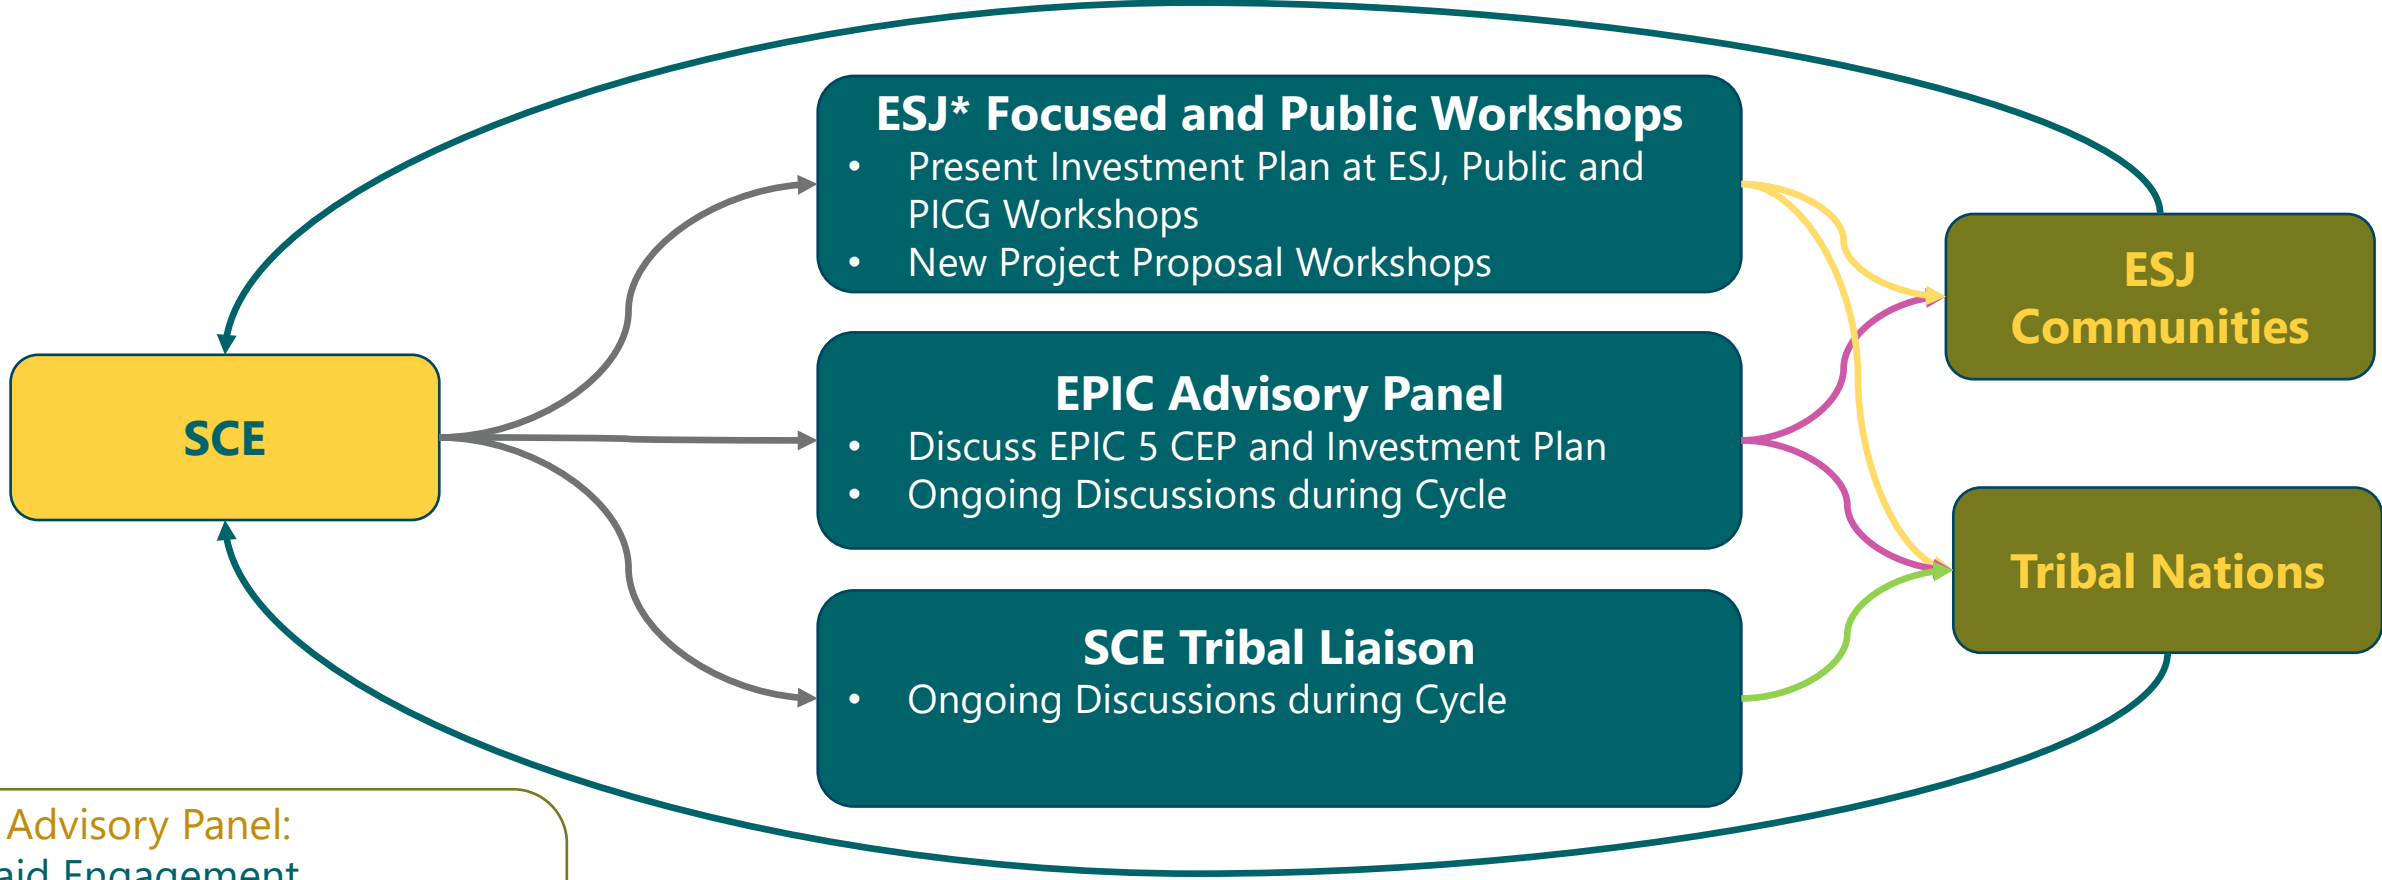 ESJ* Focused and Public Workshops
• Present Investment Plan at ESJ, Public and
PICG Workshops
• New Project Proposal Workshops
ESJ
Communities
SCE
EPIC Advisory Panel
• Discuss EPIC 5 CEP and Investment Plan
• Ongoing Discussions during Cycle
Tribal Nations
SCE Tribal Liaison
• Ongoing Discussions during Cycle
Advisory Panel:
Engagement